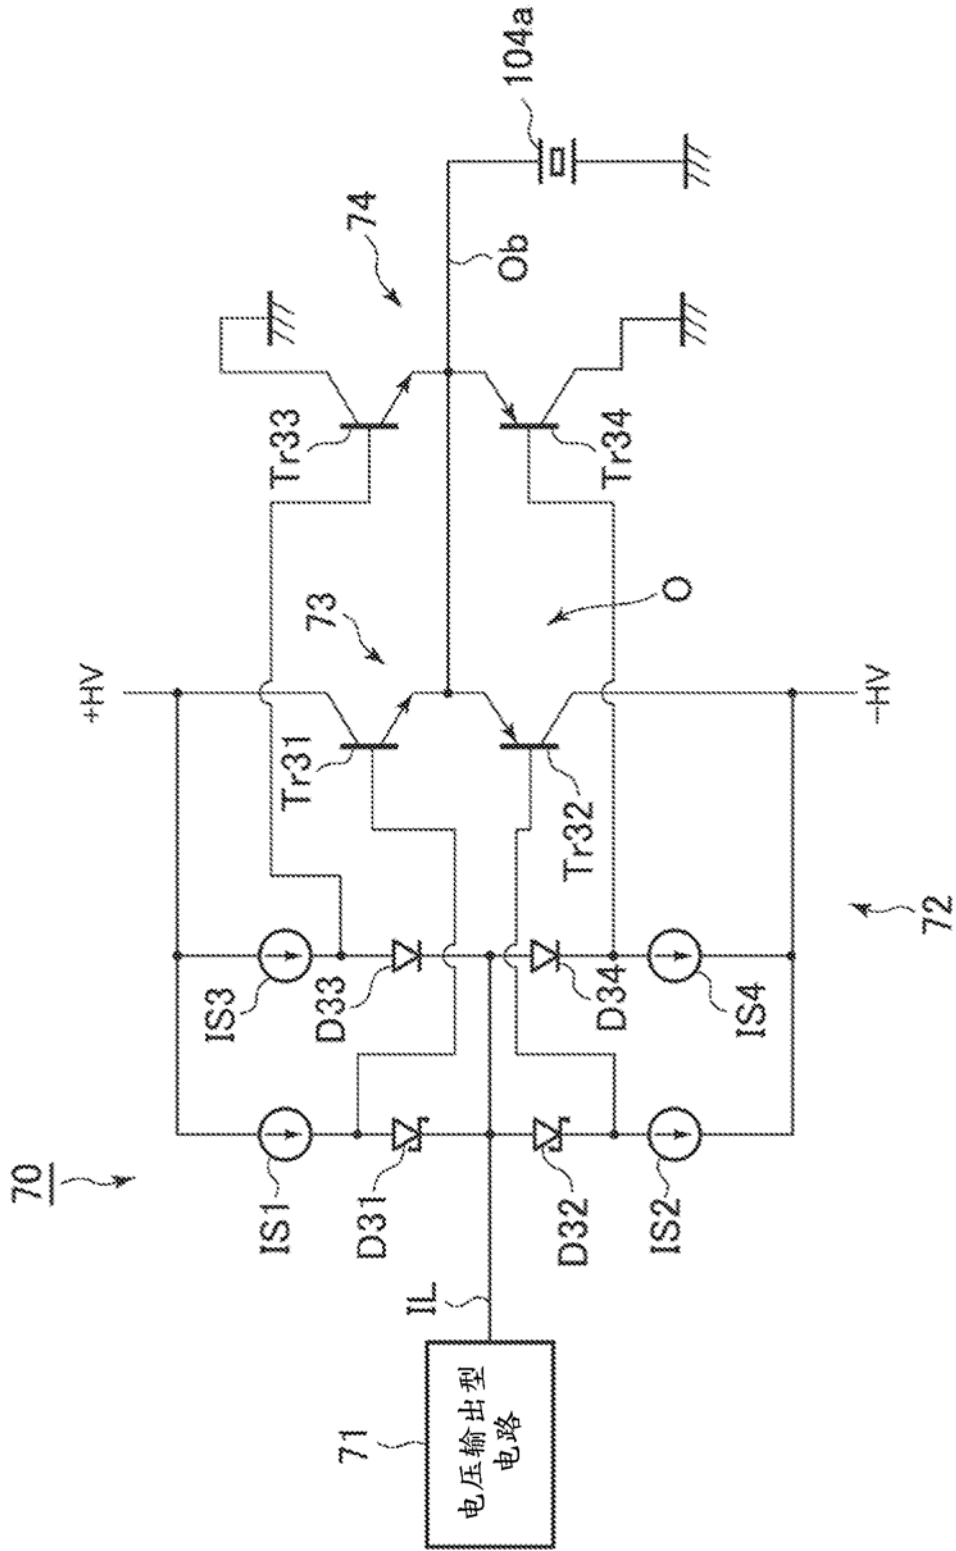 70
+HV
73
74
IS1
IS3
Tr31
Tr33
104a
D31
D33
71
IL
Ob
电压输出型
电路
D32
D34
Tr32
O
Tr34
IS2
IS4
-HV
72